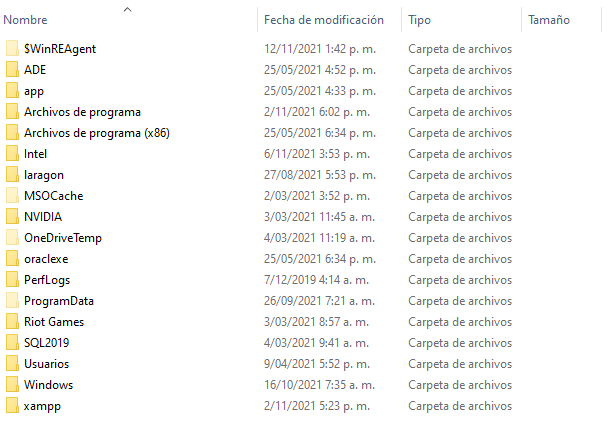 Nombre Fecha de modificación Tipo Tamaño
$WinREAgent 12/11/2021 1:42 p. m. Carpeta de archivos
ADE 25/05/2021 4:52 p. m. Carpeta de archivos
app 25/05/2021 4:33 p. m. Carpeta de archivos
Archivos de programa 2/11/2021 6:02 p. m. Carpeta de archivos
Archivos de programa (x86) 25/05/2021 6:34 p. m. Carpeta de archivos
Intel 6/11/2021 3:53 p. m. Carpeta de archivos
laragon 27/08/2021 5:53 p. m. Carpeta de archivos
MSOCache 2/03/2021 3:52 p. m. Carpeta de archivos
NVIDIA 3/03/2021 11:45 a. m. Carpeta de archivos
OneDriveTemp 4/03/2021 11:19 a. m. Carpeta de archivos
oraclexe 25/05/2021 6:34 p. m. Carpeta de archivos
PerfLogs 7/12/2019 4:14 a. m. Carpeta de archivos
ProgramData 26/09/2021 7:21 a. m. Carpeta de archivos
Riot Games 3/03/2021 8:57 a. m. Carpeta de archivos
SQL2019 4/03/2021 9:41 a. m. Carpeta de archivos
Usuarios 9/04/2021 5:52 p. m. Carpeta de archivos
Windows 16/10/2021 7:35 a. m. Carpeta de archivos
xampp 2/11/2021 5:23 p. m. Carpeta de archivos